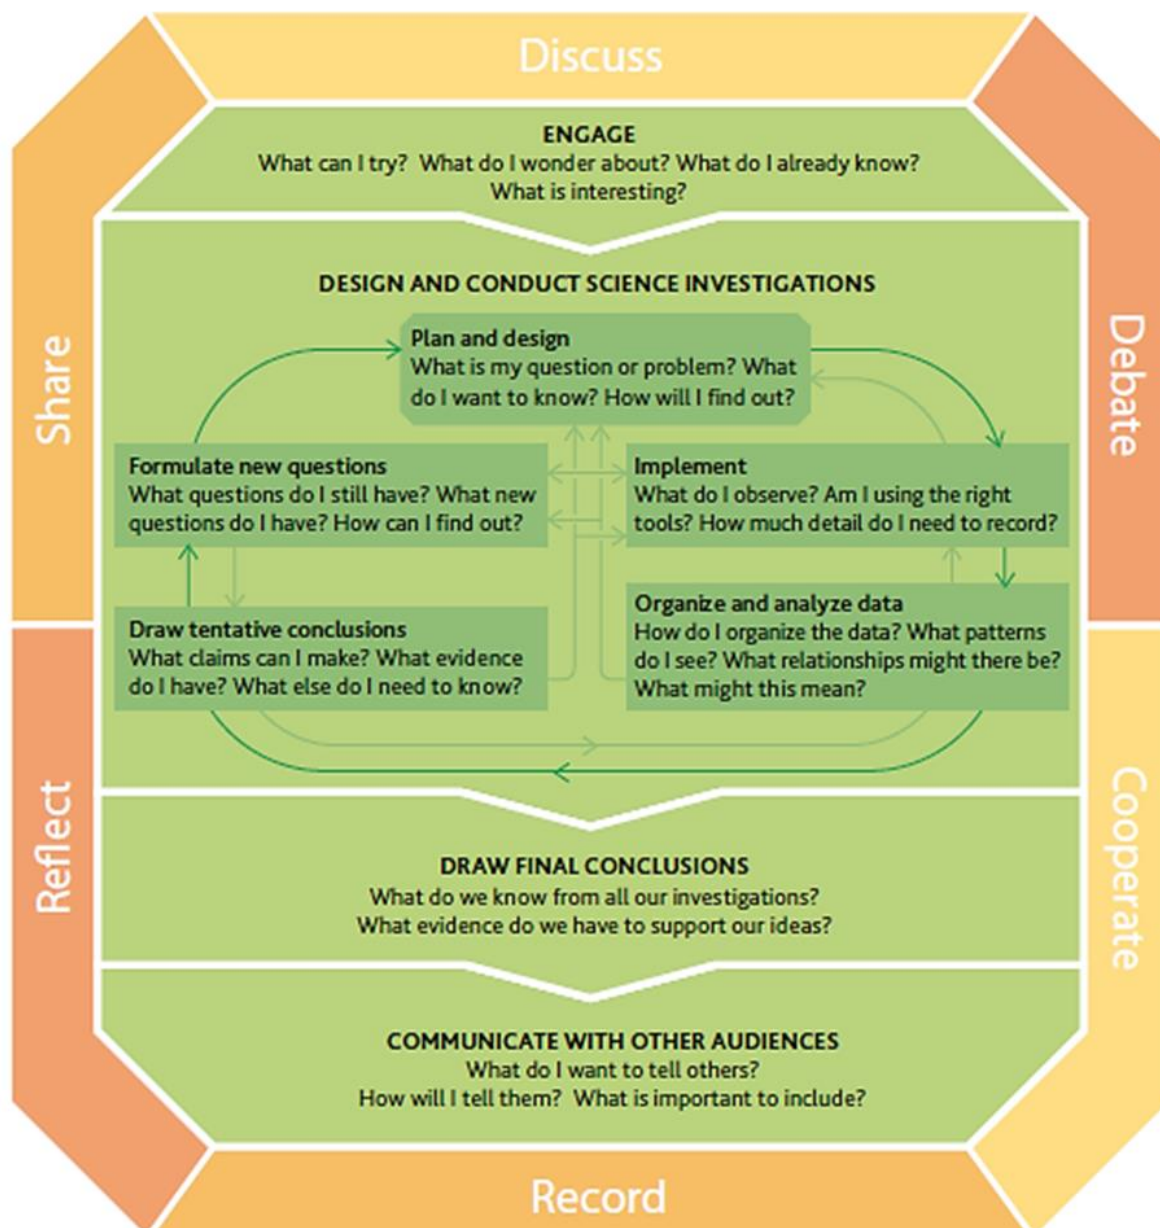 Discuss
ENGAGE
What can I try? What do I wonder about? What do I already know?
What is interesting?
DESIGN AND CONDUCT SCIENCE INVESTIGATIONS
Plan and design
What is my question or problem? What
do I want to know? How will I find out?
Formulate new questions
What questions do I still have? What new
questions do I have? How can I find out?
Implement
What do I observe? Am I using the right
tools? How much detail do I need to record?
Draw tentative conclusions
What claims can I make? What evidence
do I have? What else do I need to know?
Organize and analyze data
How do I organize the data? What patterns
do I see? What relationships might there be?
What might this mean?
DRAW FINAL CONCLUSIONS
What do we know from all our investigations?
What evidence do we have to support our ideas?
COMMUNICATE WITH OTHER AUDIENCES
What do I want to tell others?
How will I tell them? What is important to include?
Share
Debate
Reflect
Cooperate
Record